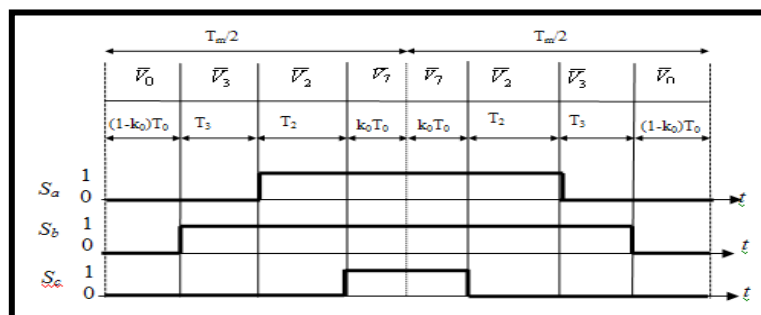 Tm/2 Tm/2
V̅0 V̅3 V̅2 V7 V̅7 V̅2 V̅3 V̅0
(1-k0)T0 T3 T2 k0T0 k0T0 T2 T3 (1-k0)T0
Sa 1 0 t
Sb 1 0 t
Sc 1 0 t